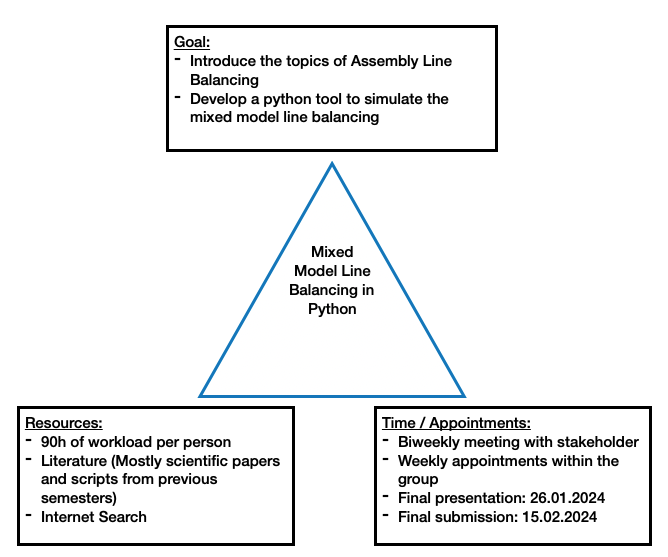 Goal:
- Introduce the topics of Assembly Line
Balancing
- Develop a python tool to simulate the
mixed model line balancing
Mixed
Model Line
Balancing in
Python
Resources:
- 90h of workload per person
- Literature (Mostly scientific papers
and scripts from previous
semesters)
- Internet Search
Time / Appointments:
- Biweekly meeting with stakeholder
- Weekly appointments within the
group
- Final presentation: 26.01.2024
- Final submission: 15.02.2024